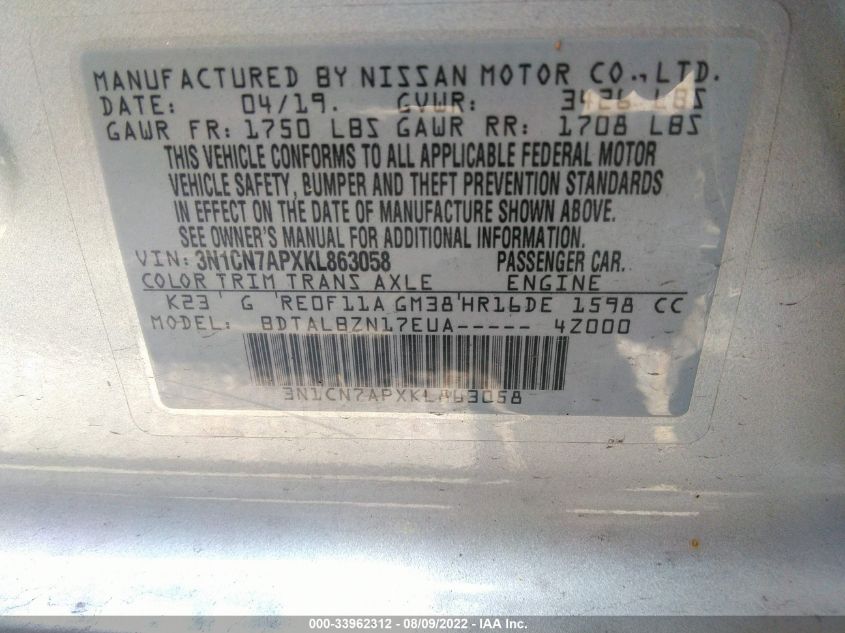 MANUFACTURED BY NISSAN MOTOR CO., LTD.
DATE: 04/19. GVWR: 3426 LBS
GAWR FR: 1750 LBS GAWR RR: 1708 LBS
THIS VEHICLE CONFORMS TO ALL APPLICABLE FEDERAL MOTOR
VEHICLE SAFETY, BUMPER AND THEFT PREVENTION STANDARDS
IN EFFECT ON THE DATE OF MANUFACTURE SHOWN ABOVE.
SEE OWNER'S MANUAL FOR ADDITIONAL INFORMATION.
VIN: 3N1CN7APXKL863058 PASSENGER CAR.
COLOR TRIM TRANS AXLE ENGINE
K23 G RE0F11A GM38 HR16DE 1598 CC
MODEL: BDTALBZN17EUA----- 4Z000
3N1CN7APXKL863058
000-33962312 - 08/09/2022 - IAA Inc.